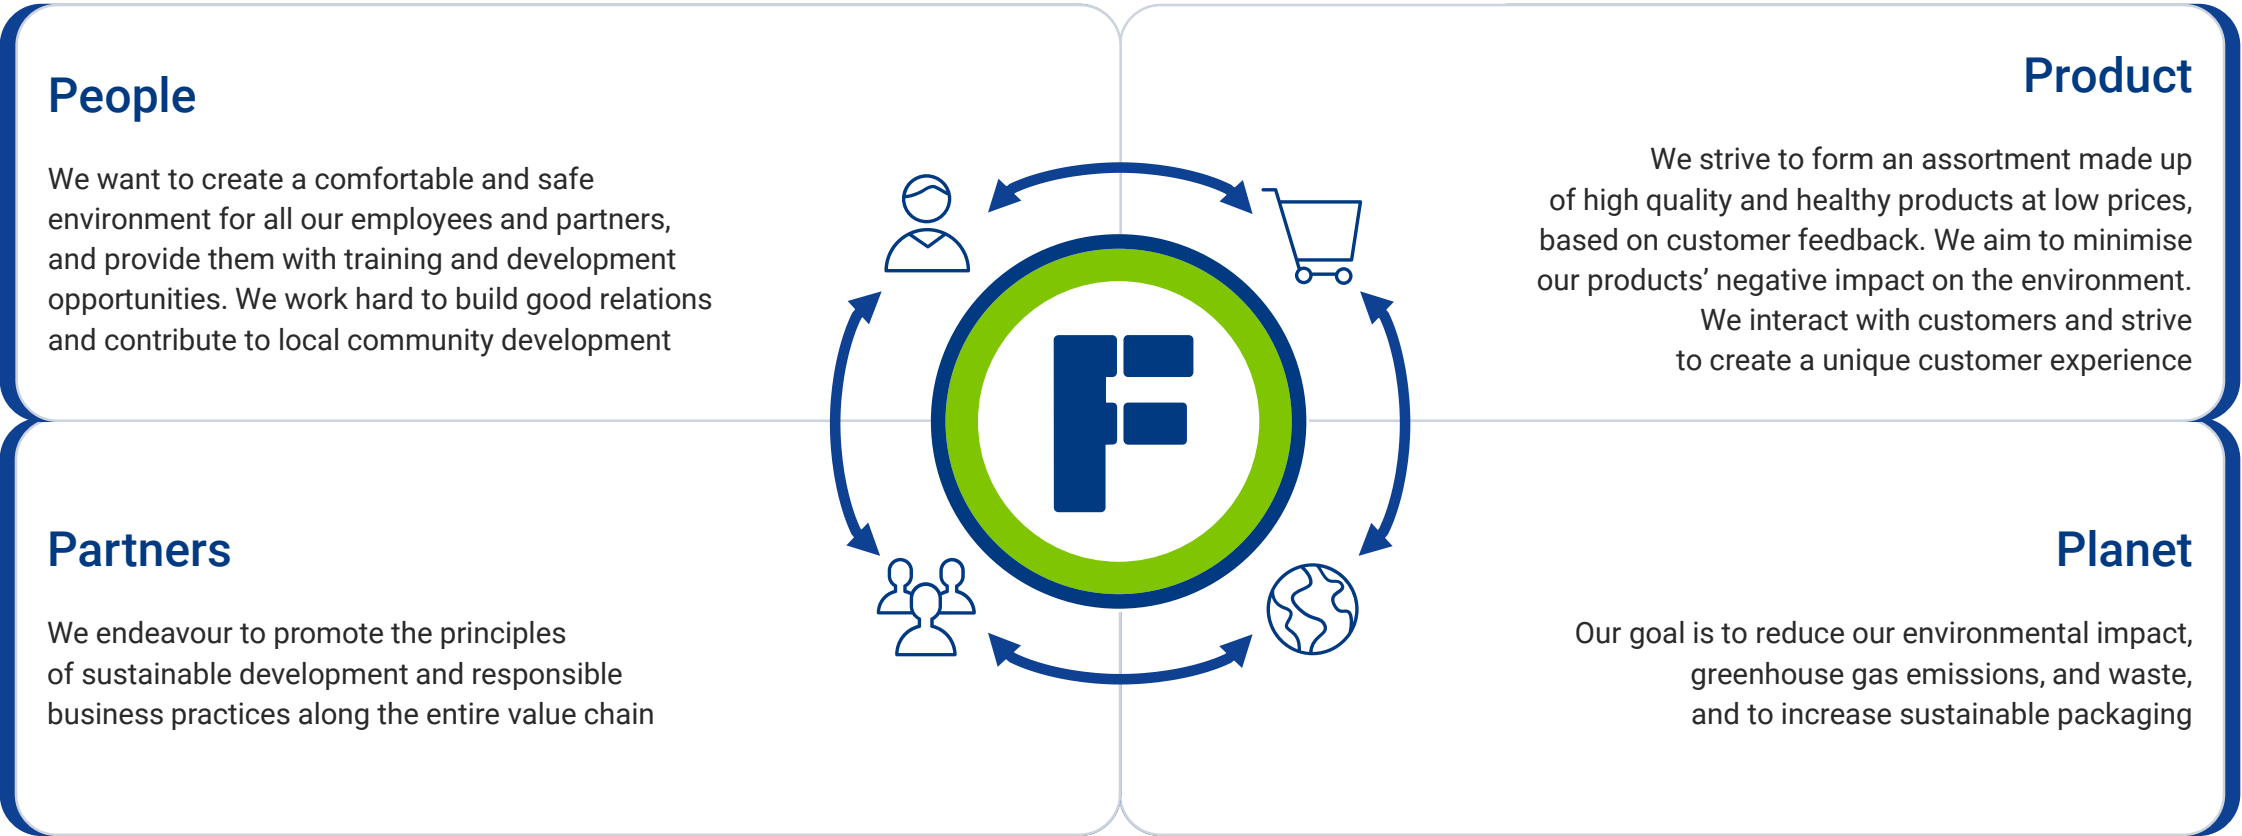 People
We want to create a comfortable and safe
environment for all our employees and partners,
and provide them with training and development
opportunities. We work hard to build good relations
and contribute to local community development
Product
We strive to form an assortment made up
of high quality and healthy products at low prices,
based on customer feedback. We aim to minimise
our products’ negative impact on the environment.
We interact with customers and strive
to create a unique customer experience
F
Partners
We endeavour to promote the principles
of sustainable development and responsible
business practices along the entire value chain
Planet
Our goal is to reduce our environmental impact,
greenhouse gas emissions, and waste,
and to increase sustainable packaging